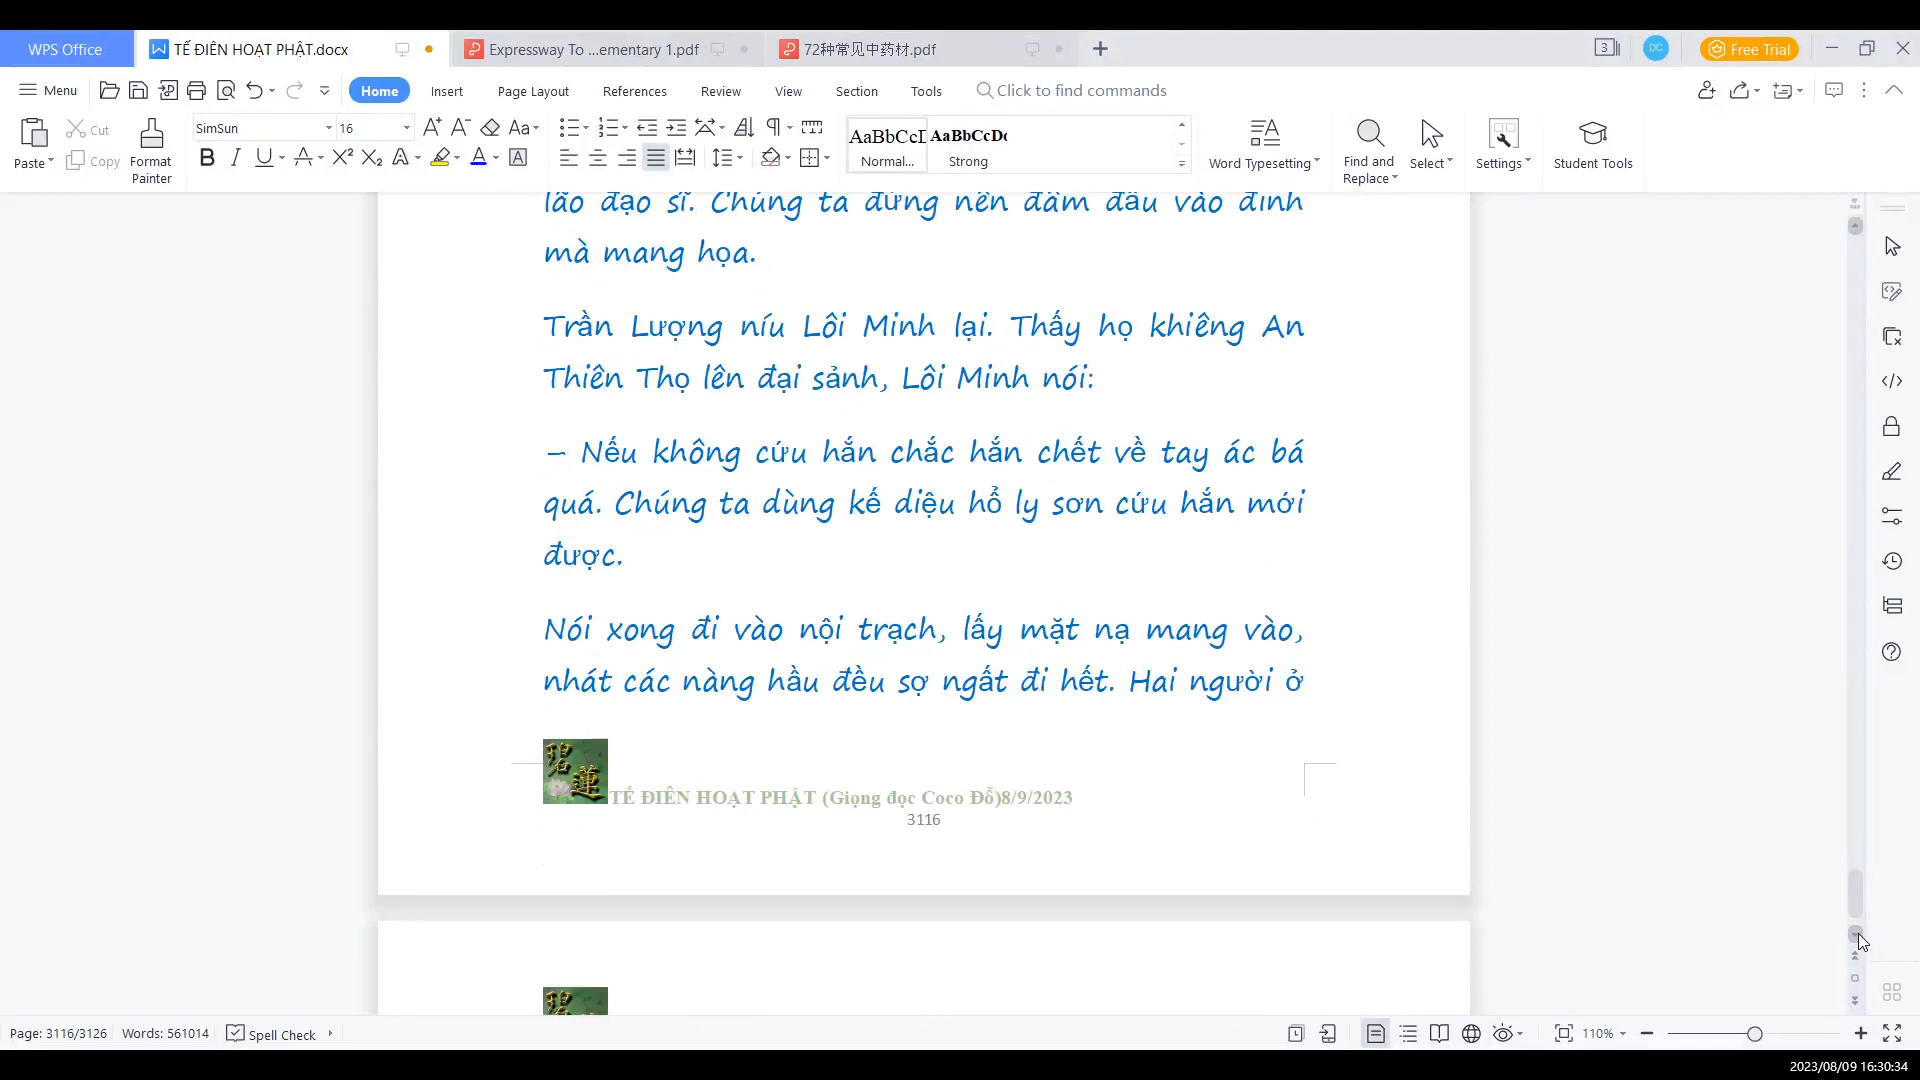 WPS Office
TẾ ĐIÊN HOẠT PHẬT.docx
Expressway To ...ementary 1.pdf
72种常见中药材.pdf
3
DC
Free Trial
Menu
Home
Insert
Page Layout
References
Review
View
Section
Tools
Click to find commands
Paste
Cut
Copy
Format
Painter
SimSun
16
AaBbCcD
Normal...
AaBbCcDd
Strong
Word Typesetting
Find and
Replace
Select
Settings
Student Tools
lão đạo sĩ. Chúng ta đừng nên đâm đầu vào đinh
mà mang họa.
Trần Lượng níu Lôi Minh lại. Thấy họ khiêng An
Thiên Thọ lên đại sảnh, Lôi Minh nói:
– Nếu không cứu hắn chắc hắn chết về tay ác bá
quá. Chúng ta dùng kế diệu hổ ly sơn cứu hắn mới
được.
Nói xong đi vào nội trạch, lấy mặt nạ mang vào,
nhát các nàng hầu đều sợ ngất đi hết. Hai người ở
碧
蓮
TẾ ĐIÊN HOẠT PHẬT (Giọng đọc Coco Đỗ)8/9/2023
3116
Page: 3116/3126
Words: 561014
Spell Check
110%
2023/08/09 16:30:34